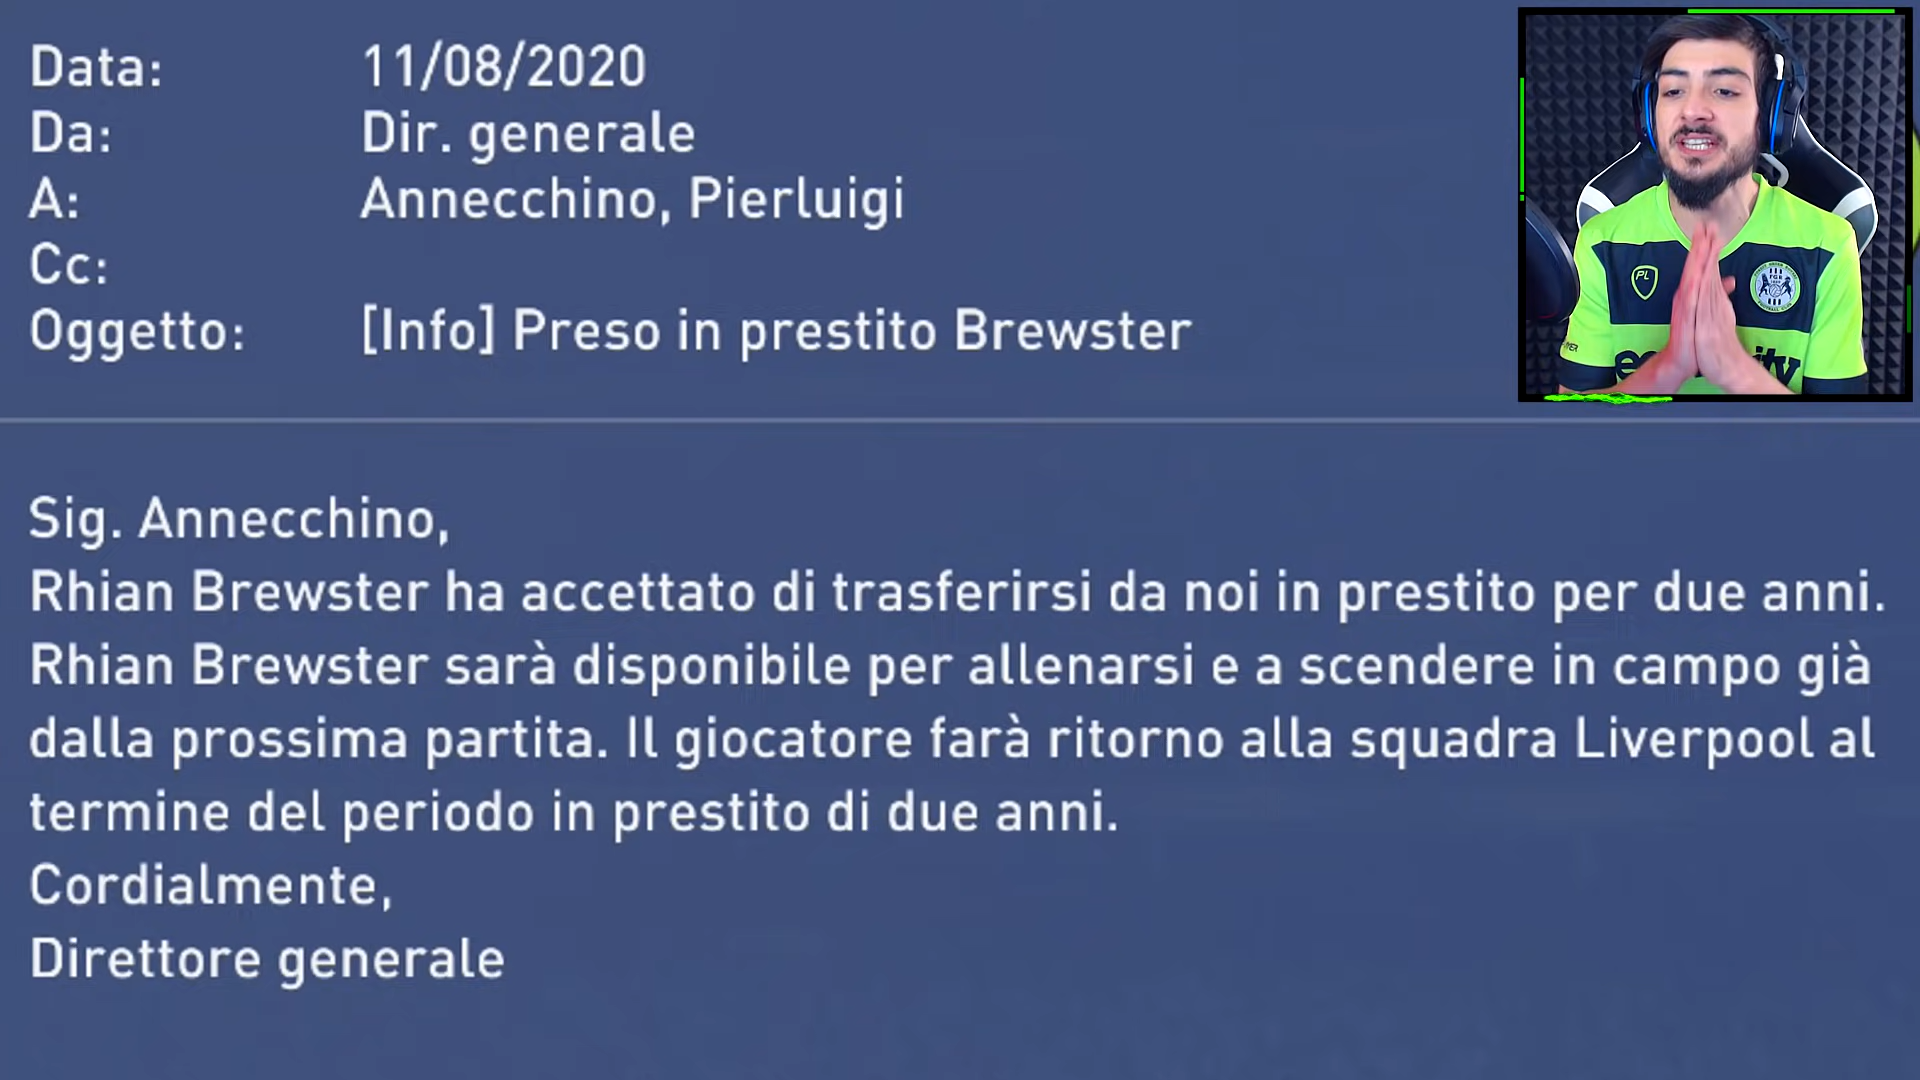 Data: 11/08/2020
Da: Dir. generale
A: Annecchino, Pierluigi
Cc:
Oggetto: [Info] Preso in prestito Brewster
Sig. Annecchino,
Rhian Brewster ha accettato di trasferirsi da noi in prestito per due anni.
Rhian Brewster sarà disponibile per allenarsi e a scendere in campo già
dalla prossima partita. Il giocatore farà ritorno alla squadra Liverpool al
termine del periodo in prestito di due anni.
Cordialmente,
Direttore generale
PL
FGR